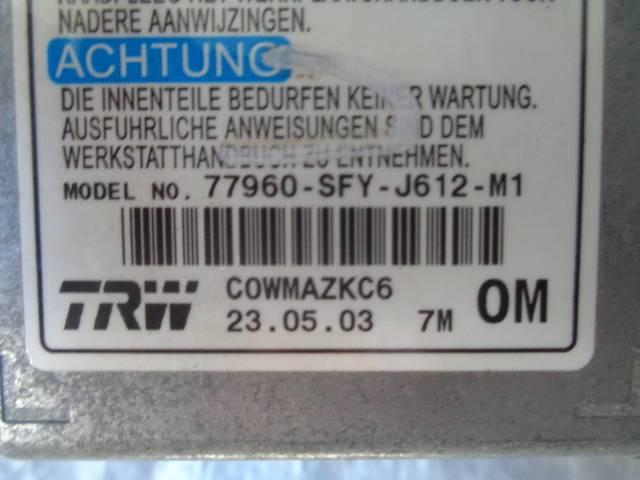 NADERE AANWIJZINGEN.
ACHTUNG
DIE INNENTEILE BEDURFEN KEINER WARTUNG.
AUSFUHRLICHE ANWEISUNGEN SIND DEM
WERKSTATTHANDBUCH ZU ENTNEHMEN.
MODEL NO. 77960-SFY-J612-M1
TRW COWMAZKC6 OM
23.05.03 7M